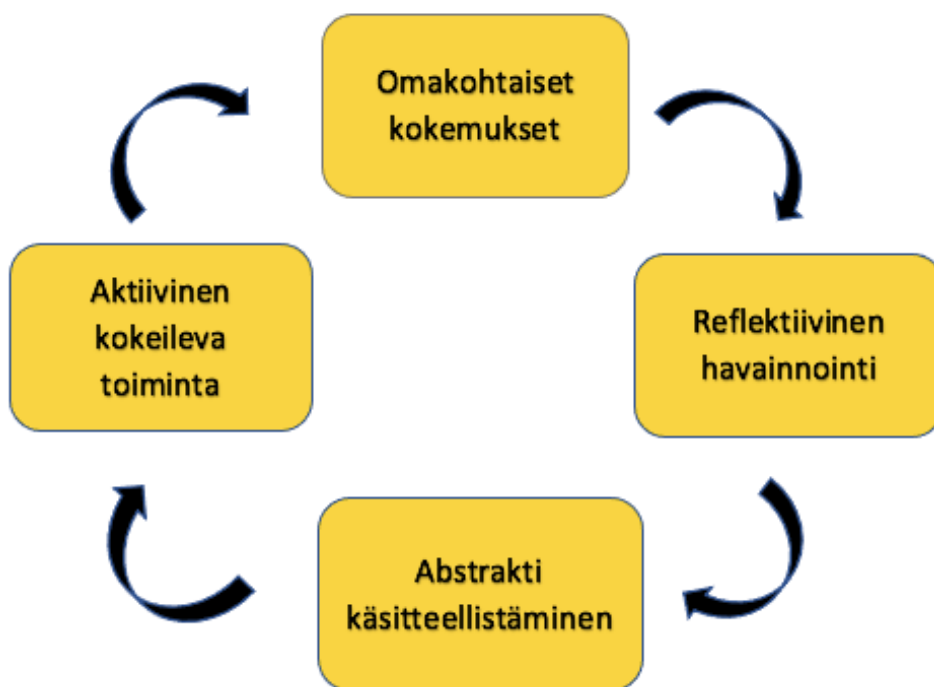 Omakohtaiset
kokemukset
Reflektiivinen
havainnointi
Abstrakti
käsitteellistäminen
Aktiivinen
kokeileva
toiminta